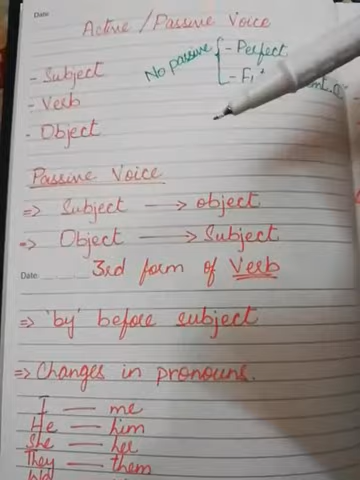 Date
Active / Passive Voice
- Subject
- Verb
- Object
No passive
- Perfect
Passive Voice
⇒ Subject → object
⇒ Object → Subject
Date:
3rd form of Verb
⇒ 'by' before subject
⇒ Changes in pronouns.
I — me
He — him
She — her
They — them